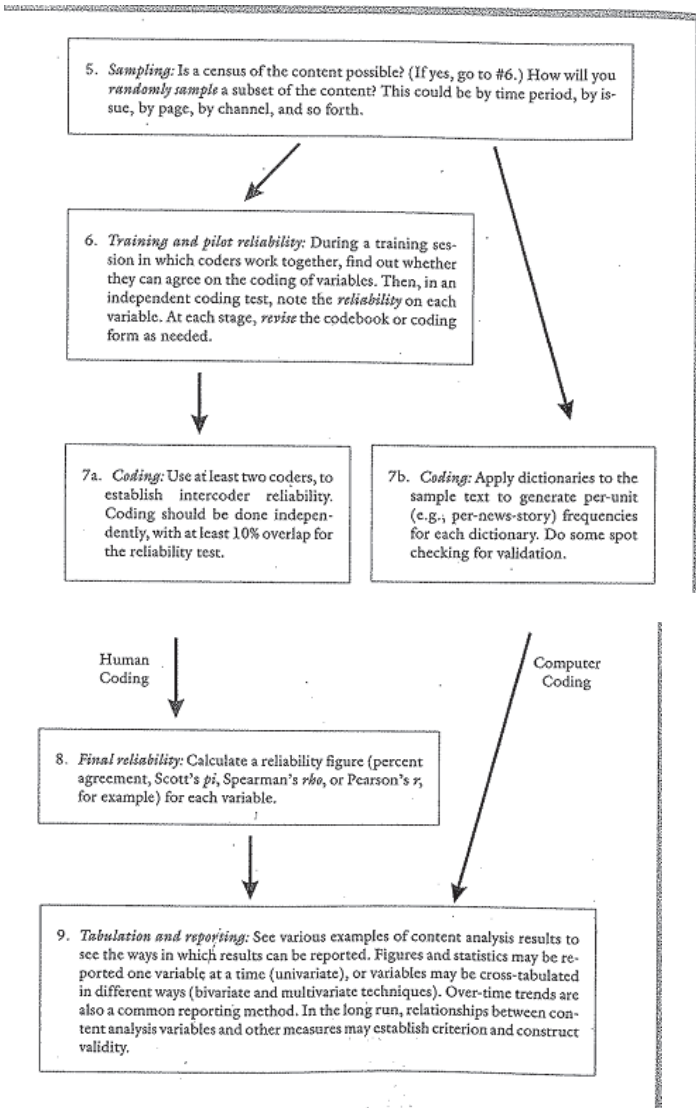 5. Sampling: Is a census of the content possible? (If yes, go to #6.) How will you
randomly sample a subset of the content? This could be by time period, by is-
sue, by page, by channel, and so forth.
6. Training and pilot reliability: During a training ses-
sion in which coders work together, find out whether
they can agree on the coding of variables. Then, in an
independent coding test, note the reliability on each
variable. At each stage, revise the codebook or coding
form as needed.
7a. Coding: Use at least two coders, to
establish intercoder reliability.
Coding should be done indepen-
dently, with at least 10% overlap for
the reliability test.
7b. Coding: Apply dictionaries to the
sample text to generate per-unit
(e.g., per-news-story) frequencies
for each dictionary. Do some spot
checking for validation.
Human
Coding
Computer
Coding
8. Final reliability: Calculate a reliability figure (percent
agreement, Scott's pi, Spearman's rho, or Pearson's r,
for example) for each variable.
9. Tabulation and reporting: See various examples of content analysis results to
see the ways in which results can be reported. Figures and statistics may be re-
ported one variable at a time (univariate), or variables may be cross-tabulated
in different ways (bivariate and multivariate techniques). Over-time trends are
also a common reporting method. In the long run, relationships between con-
tent analysis variables and other measures may establish criterion and construct
validity.